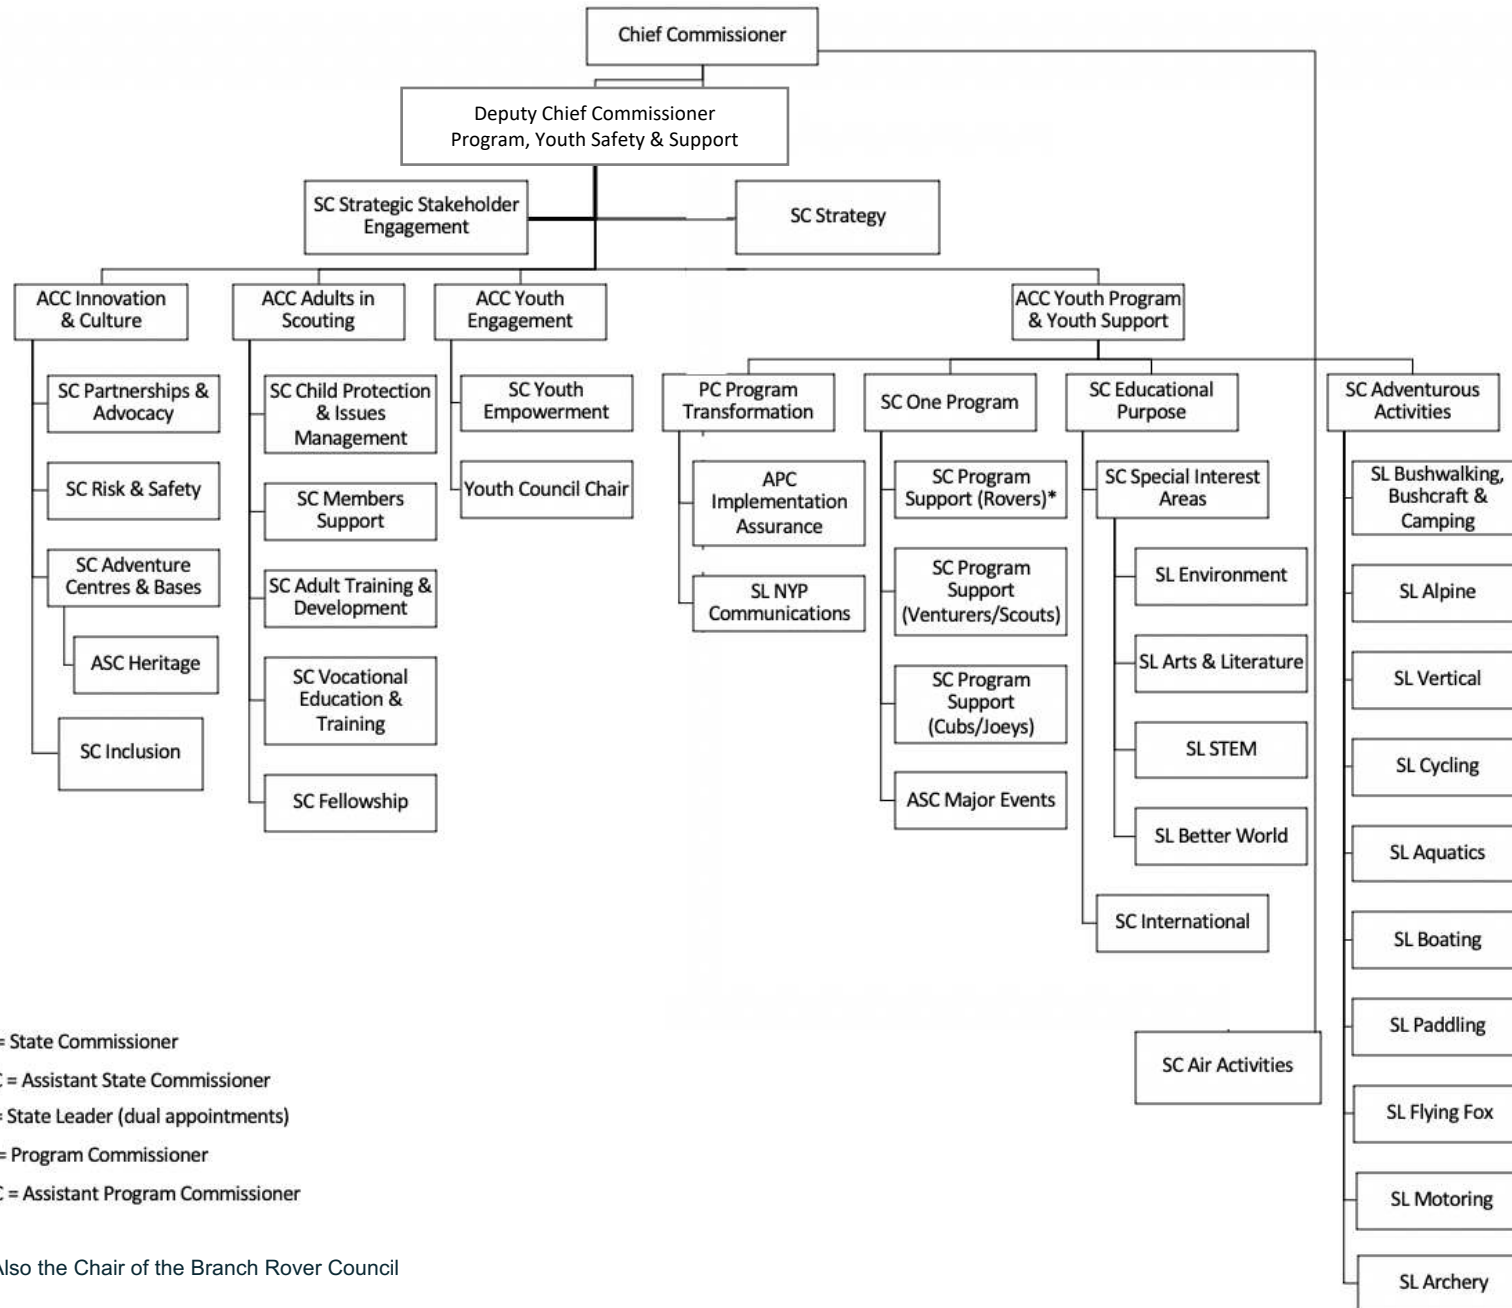 Chief Commissioner
Deputy Chief Commissioner
Program, Youth Safety & Support
SC Strategic Stakeholder
Engagement
SC Strategy
ACC Innovation
& Culture
ACC Adults in
Scouting
ACC Youth
Engagement
ACC Youth Program
& Youth Support
SC Partnerships &
Advocacy
SC Risk & Safety
SC Adventure
Centres & Bases
ASC Heritage
SC Inclusion
SC Child Protection
& Issues
Management
SC Members
Support
SC Adult Training &
Development
SC Vocational
Education &
Training
SC Fellowship
SC Youth
Empowerment
Youth Council Chair
PC Program
Transformation
APC
Implementation
Assurance
SL NYP
Communications
SC One Program
SC Program
Support (Rovers)*
SC Program
Support
(Venturers/Scouts)
SC Program
Support
(Cubs/Joeys)
ASC Major Events
SC Educational
Purpose
SC Special Interest
Areas
SL Environment
SL Arts & Literature
SL STEM
SL Better World
SC International
SC Adventurous
Activities
SL Bushwalking,
Bushcraft &
Camping
SL Alpine
SL Vertical
SL Cycling
SL Aquatics
SL Boating
SL Paddling
SL Flying Fox
SL Motoring
SL Archery
SC Air Activities
= State Commissioner
C = Assistant State Commissioner
= State Leader (dual appointments)
= Program Commissioner
C = Assistant Program Commissioner
Also the Chair of the Branch Rover Council